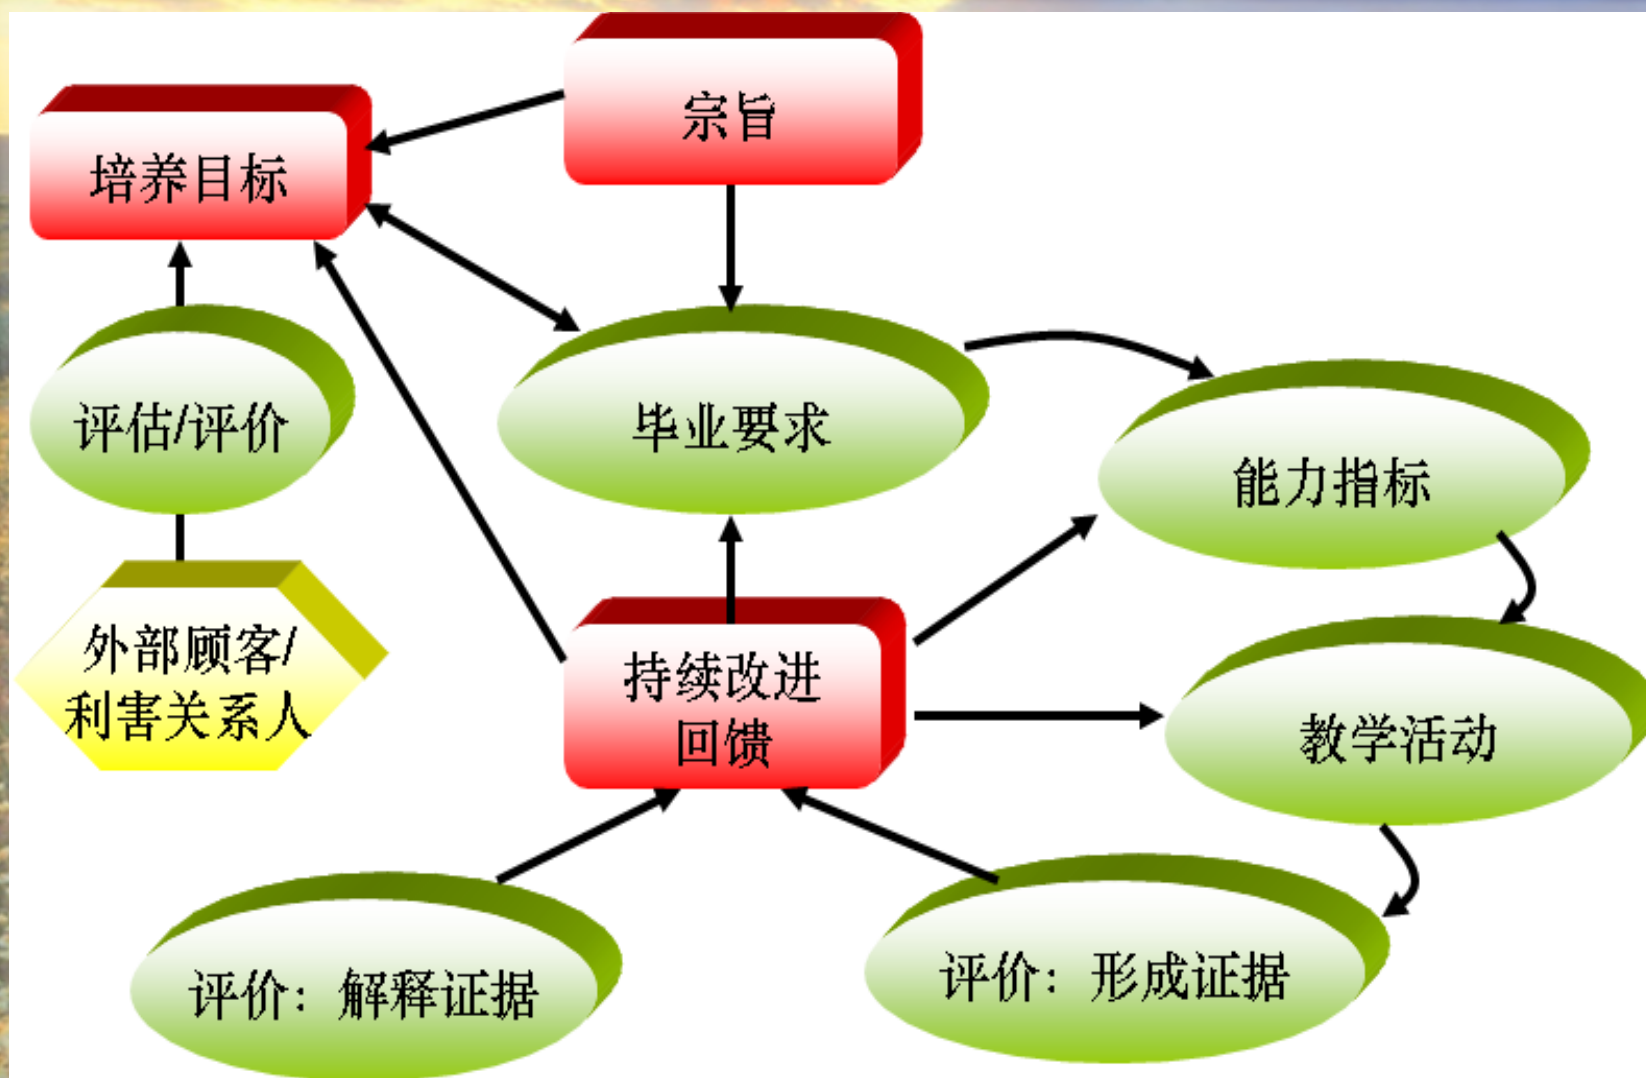 宗旨
培养目标
评估/评价
毕业要求
能力指标
外部顾客/
利害关系人
持续改进
回馈
教学活动
评价：解释证据
评价：形成证据